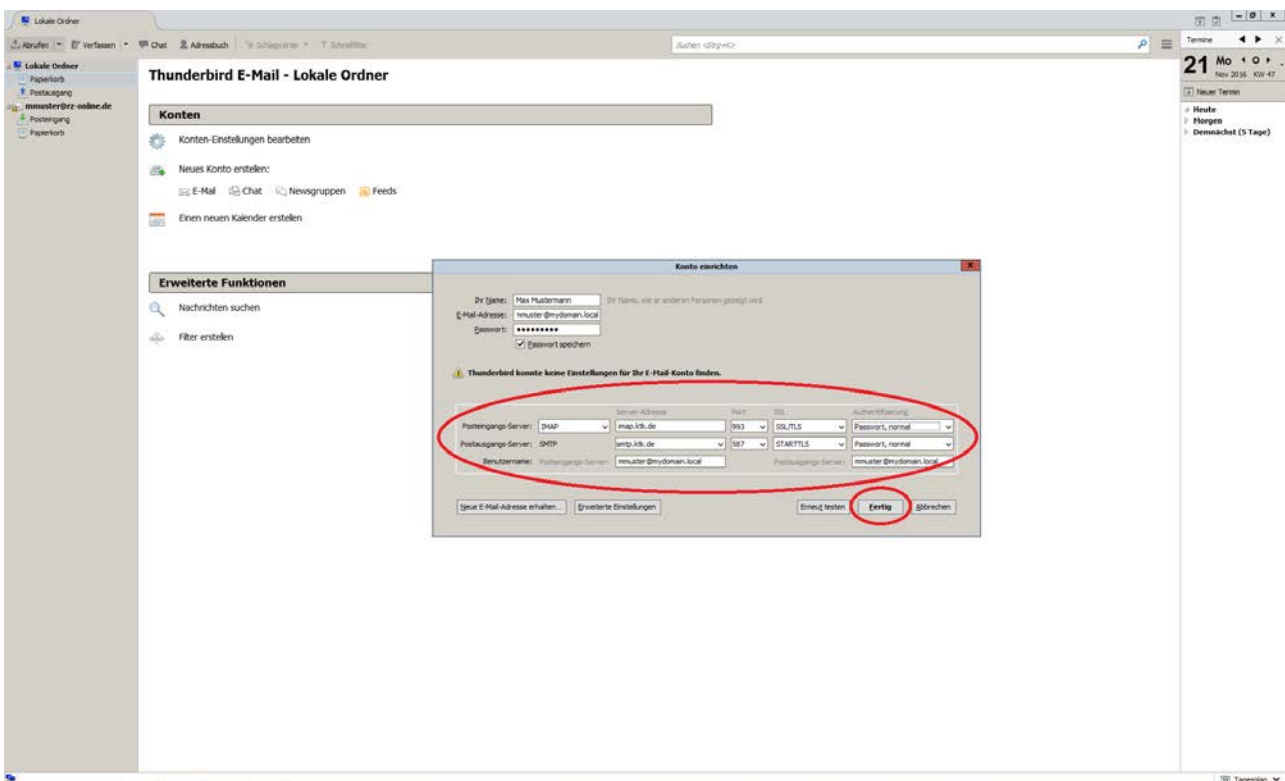 Lokale Ordner
Abrufen Verfassen Chat Adressbuch Schlagwörter Schnellfilter Suchen <Strg+K>
Termine
Lokale Ordner
Papierkorb
Postausgang
mmuster@rz-online.de
Posteingang
Papierkorb
Thunderbird E-Mail - Lokale Ordner
Konten
Konten-Einstellungen bearbeiten
Neues Konto erstellen:
E-Mail Chat Newsgruppen Feeds
Einen neuen Kalender erstellen
Erweiterte Funktionen
Nachrichten suchen
Filter erstellen
21 Mo
Nov 2016 KW 47
Neuer Termin
Heute
Morgen
Demnächst (5 Tage)
Konto einrichten
Ihr Name: Max Mustermann Ihr Name, wie er anderen Personen gezeigt wird
E-Mail-Adresse: mmuster@mydomain.local
Passwort: •••••••••
Passwort speichern
Thunderbird konnte keine Einstellungen für Ihr E-Mail-Konto finden.
Server-Adresse Port SSL Authentifizierung
Posteingangs-Server: IMAP imap.ktk.de 993 SSL/TLS Passwort, normal
Postausgangs-Server: SMTP smtp.ktk.de 587 STARTTLS Passwort, normal
Benutzername: Posteingangs-Server: mmuster@mydomain.local Postausgangs-Server: mmuster@mydomain.local
Neue E-Mail-Adresse erhalten... Erweiterte Einstellungen Erneut testen Fertig Abbrechen
Tagesplan